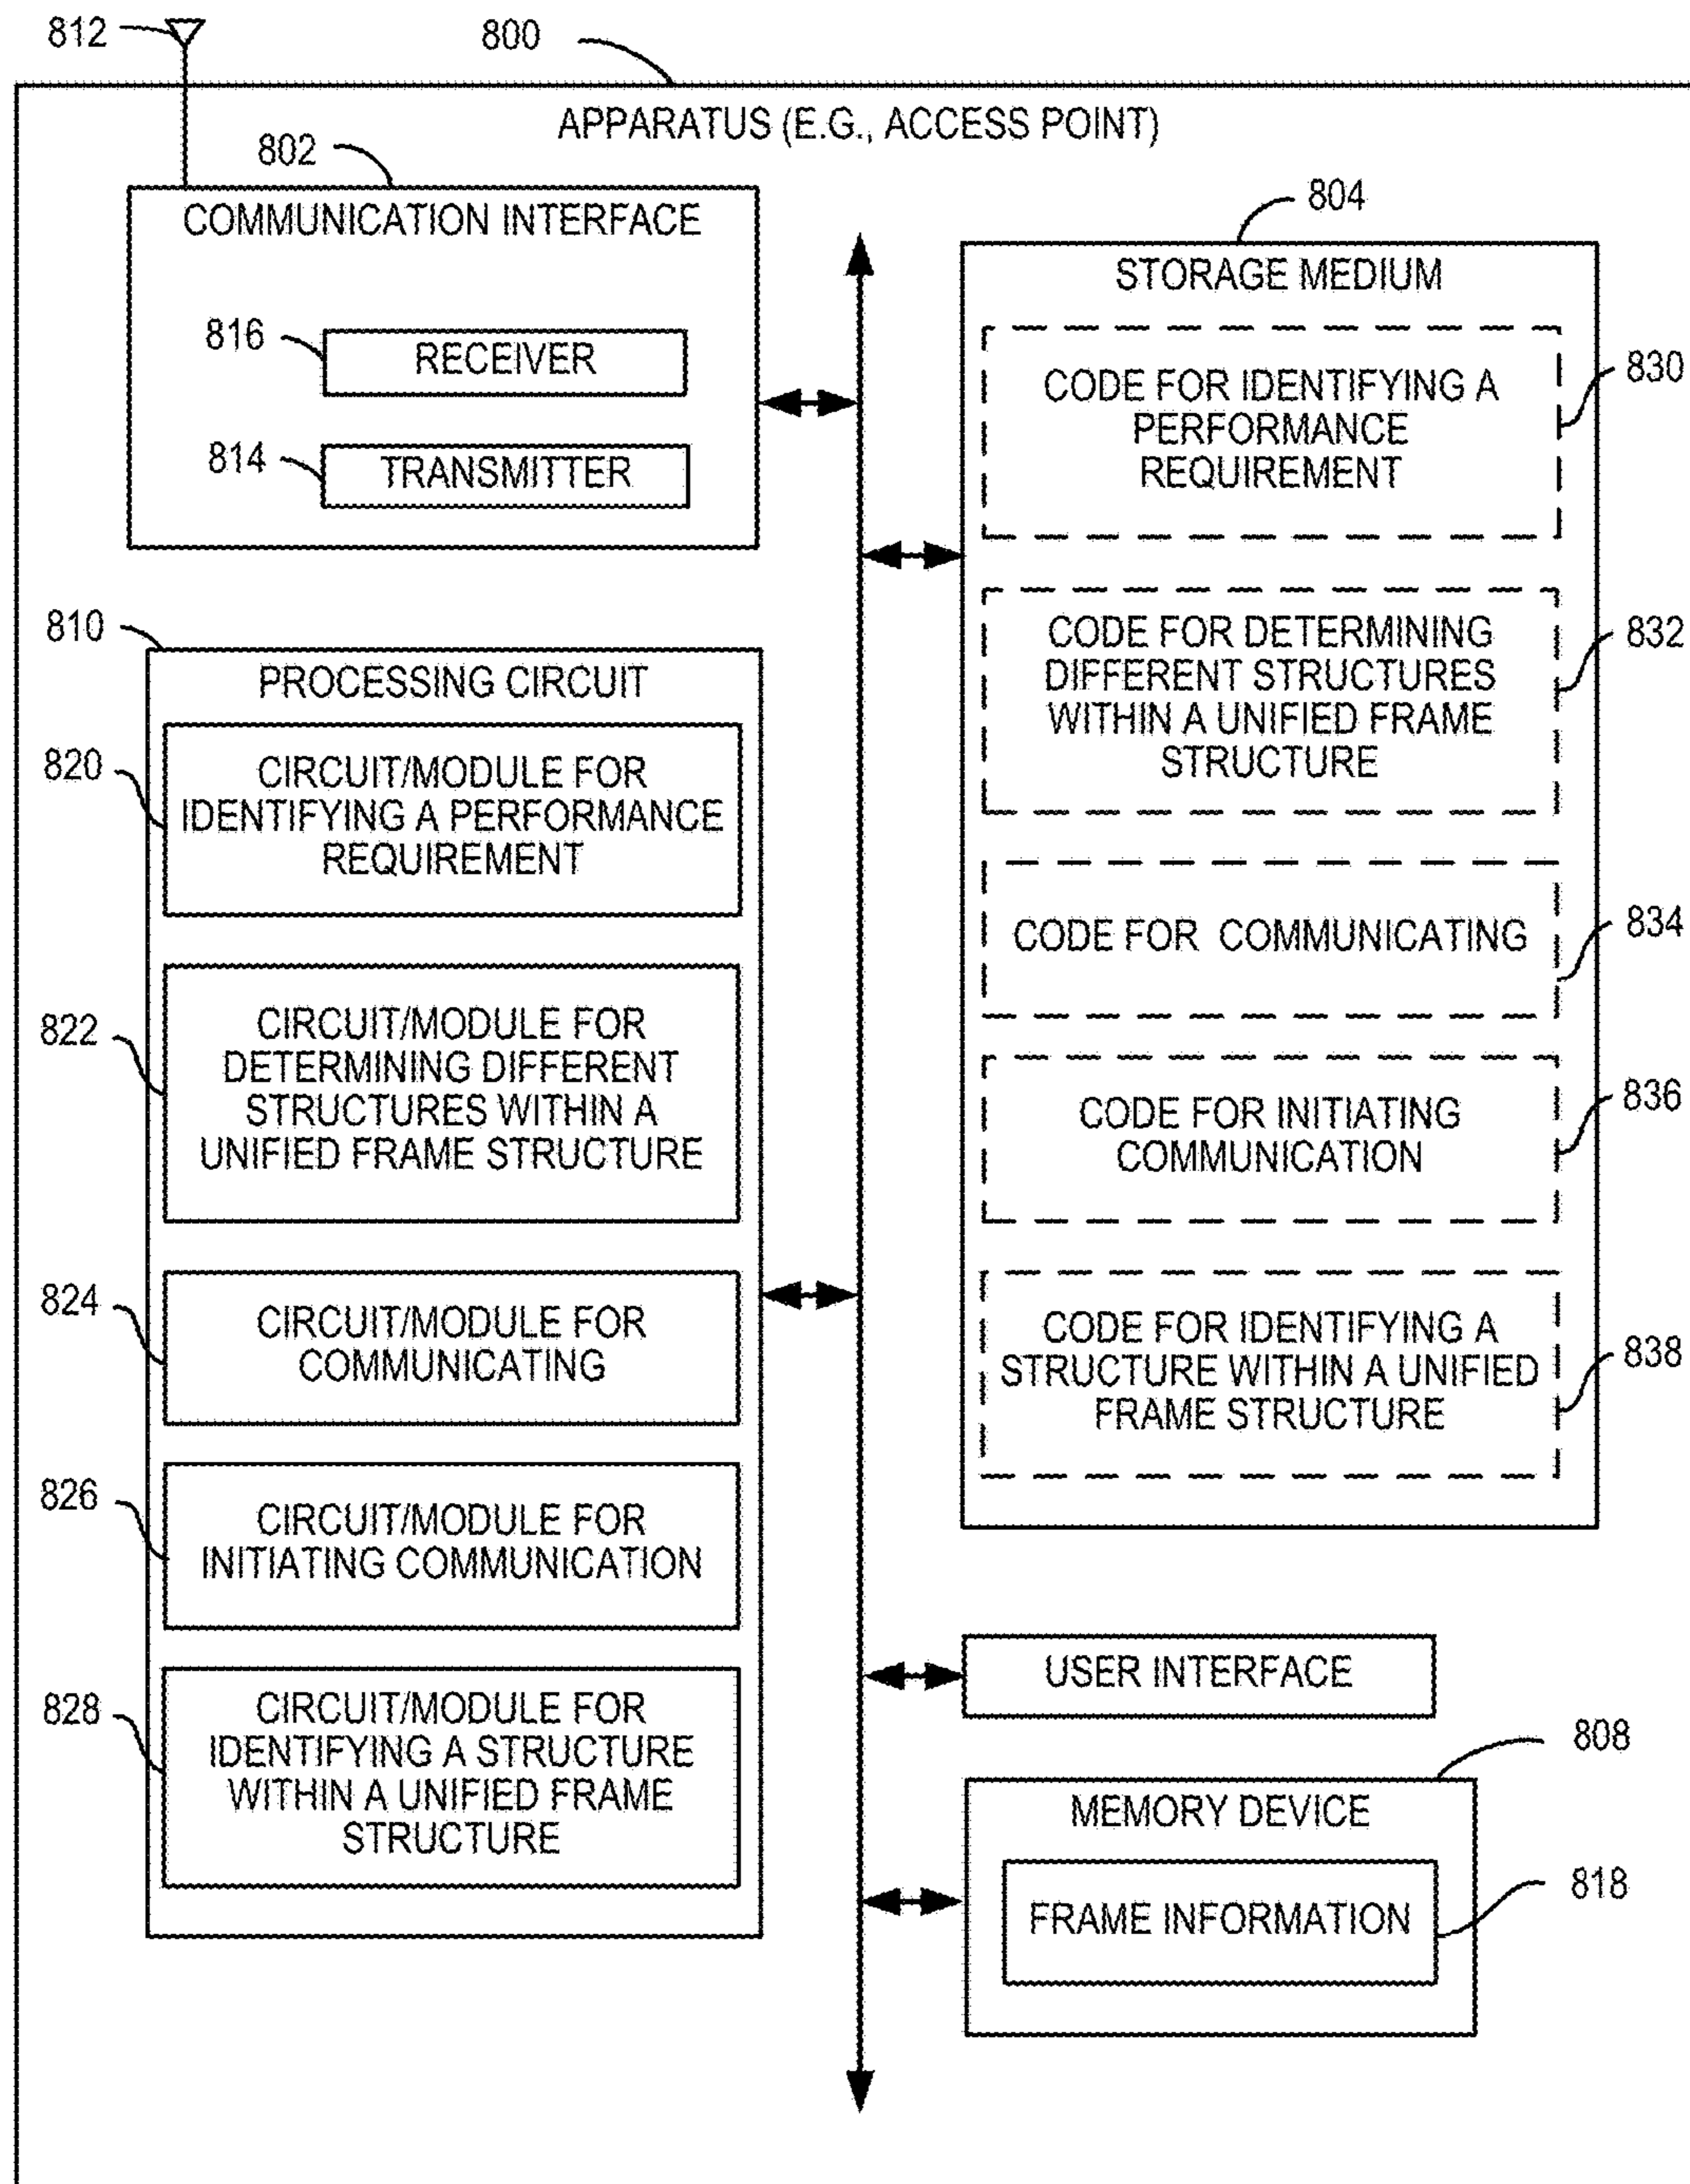 812
800
APPARATUS (E.G., ACCESS POINT)
802
COMMUNICATION INTERFACE
816
RECEIVER
814
TRANSMITTER
810
PROCESSING CIRCUIT
820
CIRCUIT/MODULE FOR
IDENTIFYING A PERFORMANCE
REQUIREMENT
822
CIRCUIT/MODULE FOR
DETERMINING DIFFERENT
STRUCTURES WITHIN A
UNIFIED FRAME STRUCTURE
824
CIRCUIT/MODULE FOR
COMMUNICATING
826
CIRCUIT/MODULE FOR
INITIATING COMMUNICATION
828
CIRCUIT/MODULE FOR
IDENTIFYING A STRUCTURE
WITHIN A UNIFIED FRAME
STRUCTURE
804
STORAGE MEDIUM
830
CODE FOR IDENTIFYING A
PERFORMANCE
REQUIREMENT
832
CODE FOR DETERMINING
DIFFERENT STRUCTURES
WITHIN A UNIFIED FRAME
STRUCTURE
834
CODE FOR COMMUNICATING
836
CODE FOR INITIATING
COMMUNICATION
838
CODE FOR IDENTIFYING A
STRUCTURE WITHIN A UNIFIED
FRAME STRUCTURE
USER INTERFACE
808
MEMORY DEVICE
818
FRAME INFORMATION